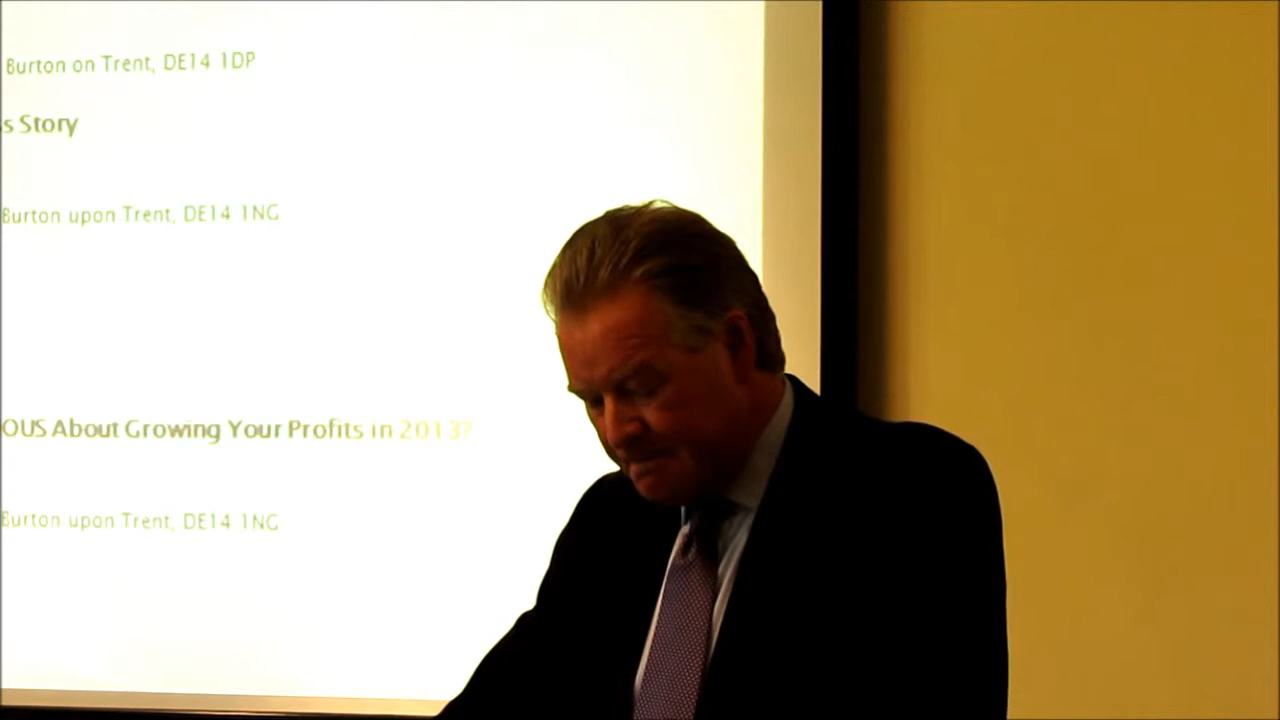 Burton on Trent, DE14 1DP
s Story
Burton upon Trent, DE14 1NG
OUS About Growing Your Profits in 2013?
Burton upon Trent, DE14 1NG